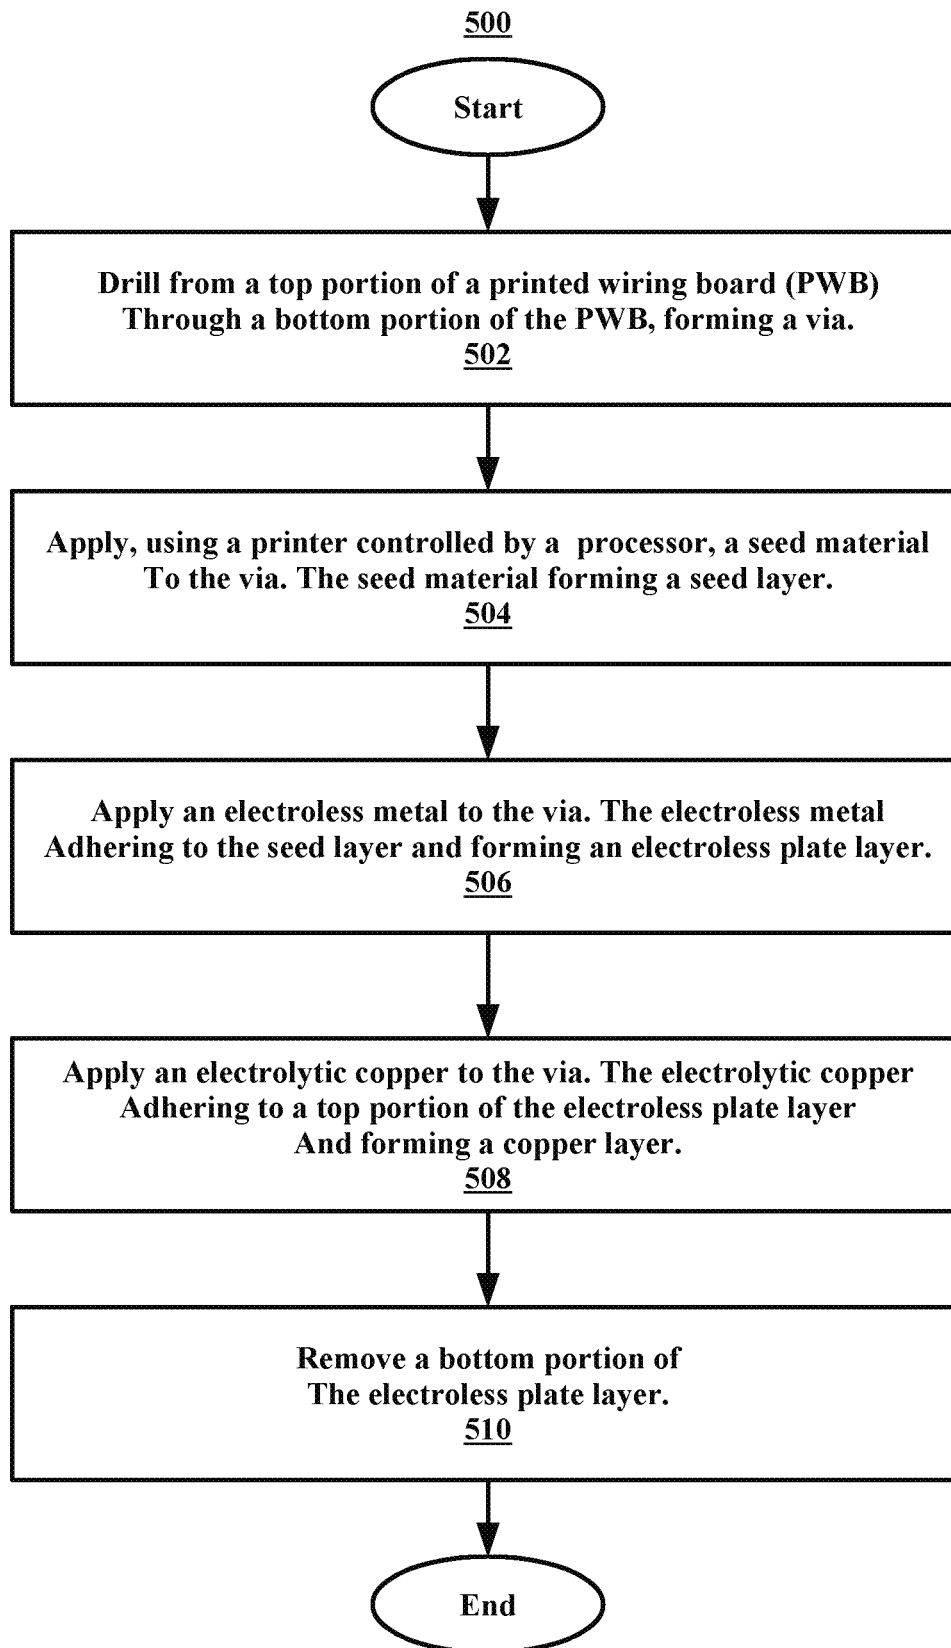 500
Start
Drill from a top portion of a printed wiring board (PWB)
Through a bottom portion of the PWB, forming a via.
502
Apply, using a printer controlled by a processor, a seed material
To the via. The seed material forming a seed layer.
504
Apply an electroless metal to the via. The electroless metal
Adhering to the seed layer and forming an electroless plate layer.
506
Apply an electrolytic copper to the via. The electrolytic copper
Adhering to a top portion of the electroless plate layer
And forming a copper layer.
508
Remove a bottom portion of
The electroless plate layer.
510
End